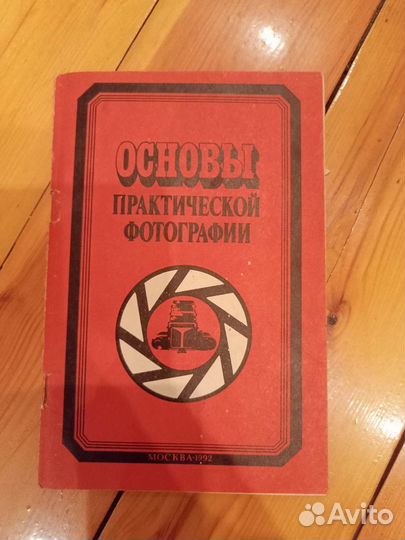 ОСНОВЫ
ПРАКТИЧЕСКОЙ
ФОТОГРАФИИ
МОСКВА-1992
Avito